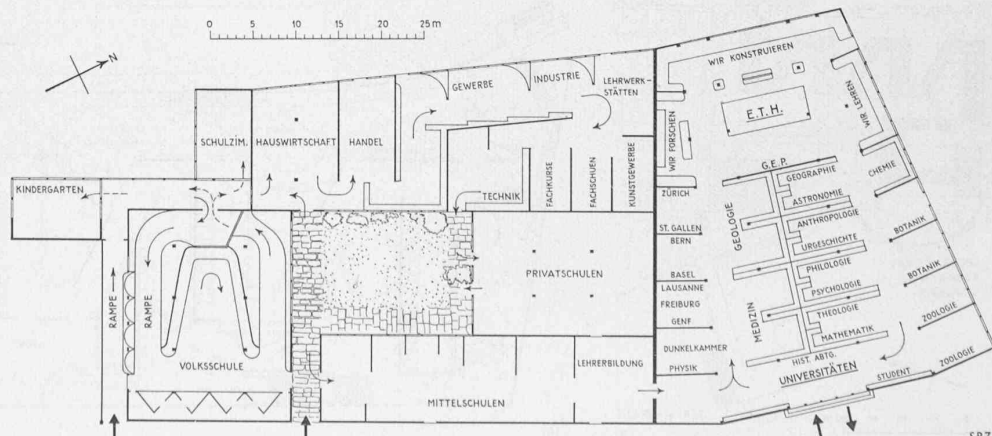 0 5 10 15 20 25 m
N
WIR KONSTRUIEREN
GEWERBE
INDUSTRIE
LEHRWERK-
STÄTTEN
E.T.H.
WIR LEHREN
WIR FORSCHEN
SCHULZIM.
HAUSWIRTSCHAFT
HANDEL
G.E.P.
GEOGRAPHIE
CHEMIE
KINDERGARTEN
TECHNIK
FACHKURSE
FACHSCHUEN
KUNSTGEWERBE
ZÜRICH
ASTRONOMIE
ANTHROPOLOGIE
GEOLOGIE
URGESCHICHTE
BOTANIK
ST. GALLEN
BERN
PHILOLOGIE
PRIVATSCHULEN
BASEL
LAUSANNE
PSYCHOLOGIE
BOTANIK
FREIBURG
THEOLOGIE
GENF
MEDIZIN
MATHEMATIK
ZOOLOGIE
RAMPE
RAMPE
DUNKELKAMMER
HIST. ABTG.
VOLKSSCHULE
LEHRERBILDUNG
PHYSIK
UNIVERSITÄTEN
STUDENT
ZOOLOGIE
MITTELSCHULEN
SBZ